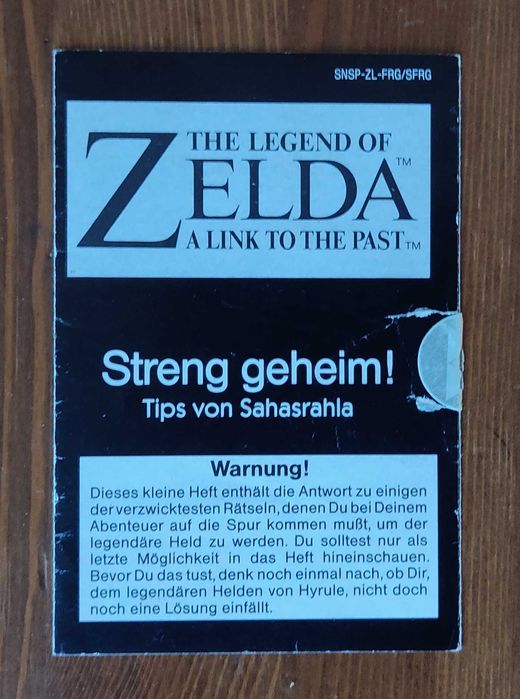 SNSP-ZL-FRG/SFRG
THE LEGEND OF
ZELDA™
A LINK TO THE PAST™
Streng geheim!
Tips von Sahasrahla
Warnung!
Dieses kleine Heft enthält die Antwort zu einigen
der verzwicktesten Rätseln, denen Du bei Deinem
Abenteuer auf die Spur kommen mußt, um der
legendäre Held zu werden. Du solltest nur als
letzte Möglichkeit in das Heft hineinschauen.
Bevor Du das tust, denk noch einmal nach, ob Dir,
dem legendären Helden von Hyrule, nicht doch
noch eine Lösung einfällt.